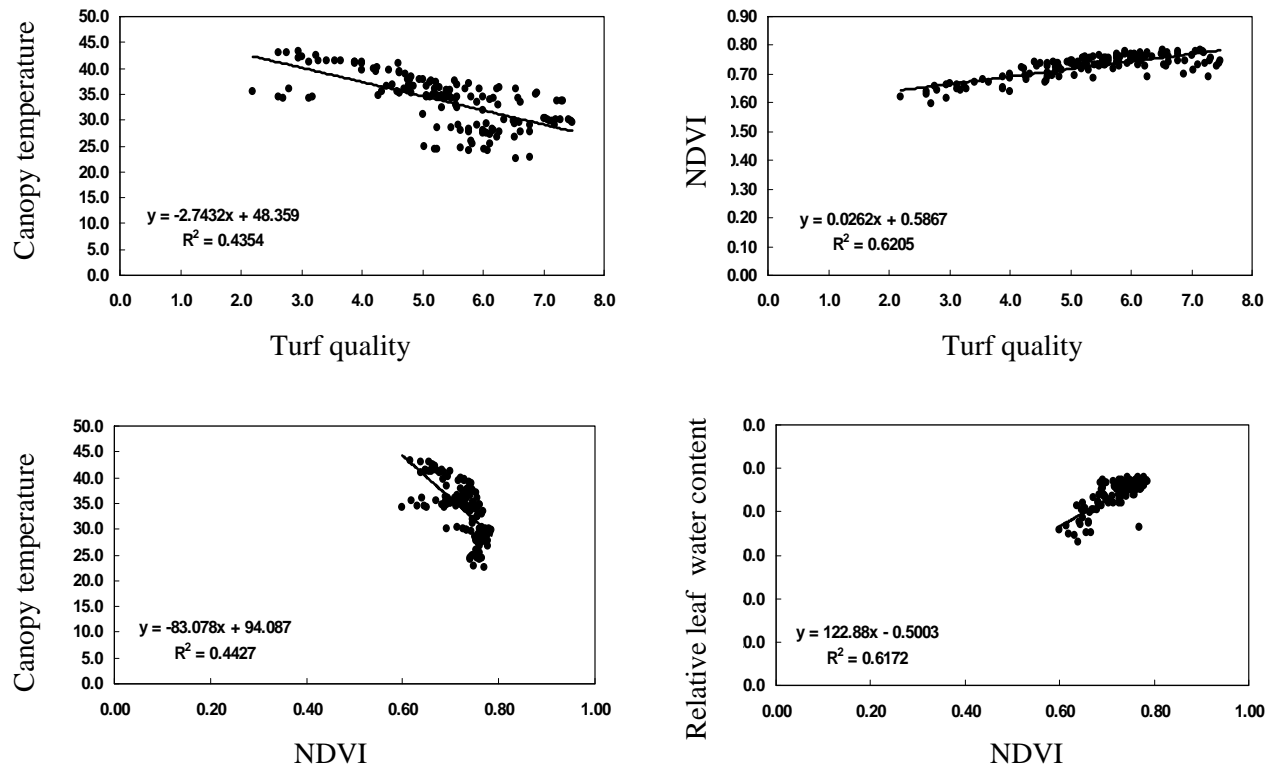 Canopy temperature
50.0
45.0
40.0
35.0
30.0
25.0
20.0
15.0
10.0
5.0
0.0
y = -2.7432x + 48.359
R² = 0.4354
0.0 1.0 2.0 3.0 4.0 5.0 6.0 7.0 8.0
Turf quality
NDVI
0.90
0.80
0.70
0.60
0.50
0.40
0.30
0.20
0.10
0.00
y = 0.0262x + 0.5867
R² = 0.6205
0.0 1.0 2.0 3.0 4.0 5.0 6.0 7.0 8.0
Turf quality
Canopy temperature
50.0
45.0
40.0
35.0
30.0
25.0
20.0
15.0
10.0
5.0
0.0
y = -83.078x + 94.087
R² = 0.4427
0.00 0.20 0.40 0.60 0.80 1.00
NDVI
Relative leaf water content
0.0
0.0
0.0
0.0
0.0
0.0
0.0
y = 122.88x - 0.5003
R² = 0.6172
0.00 0.20 0.40 0.60 0.80 1.00
NDVI